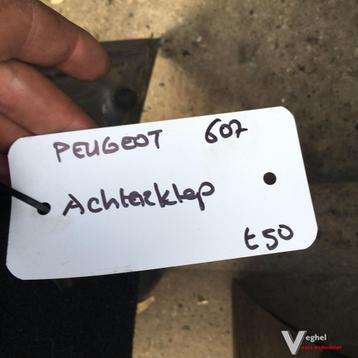 PEUGEOT 607
Achterklep
€50
Veghel